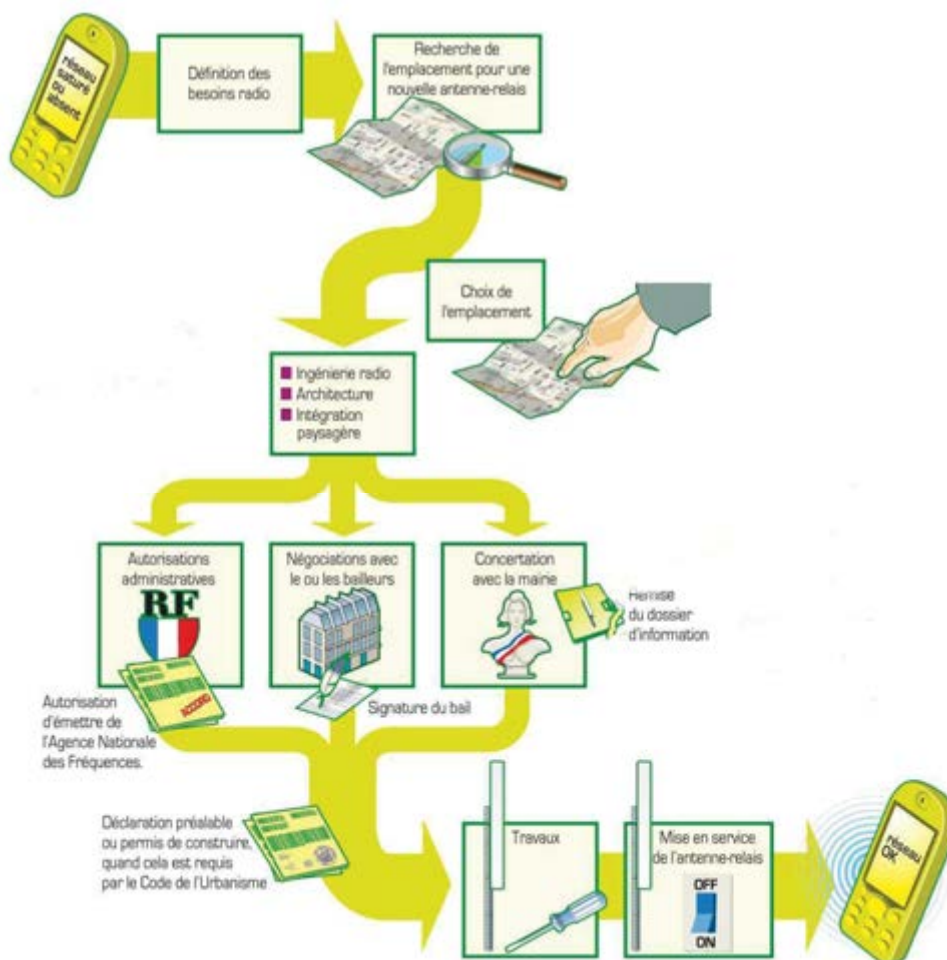 réseau
saturé
ou
absent
Définition des
besoins radio
Recherche de
l'emplacement pour une
nouvelle antenne-relais
Choix de
l'emplacement
Ingénierie radio
Architecture
Intégration
paysagère
Autorisations
administratives
RF
ACCORD
Autorisation
d'émettre de
l'Agence Nationale
des Fréquences.
Négociations avec
le ou les bailleurs
Signature du bail
Concertation
avec la mairie
Remise
du dossier
d'information
Déclaration préalable
ou permis de construire,
quand cela est requis
par le Code de l'Urbanisme
Travaux
Mise en service
de l'antenne-relais
OFF
ON
réseau
OK